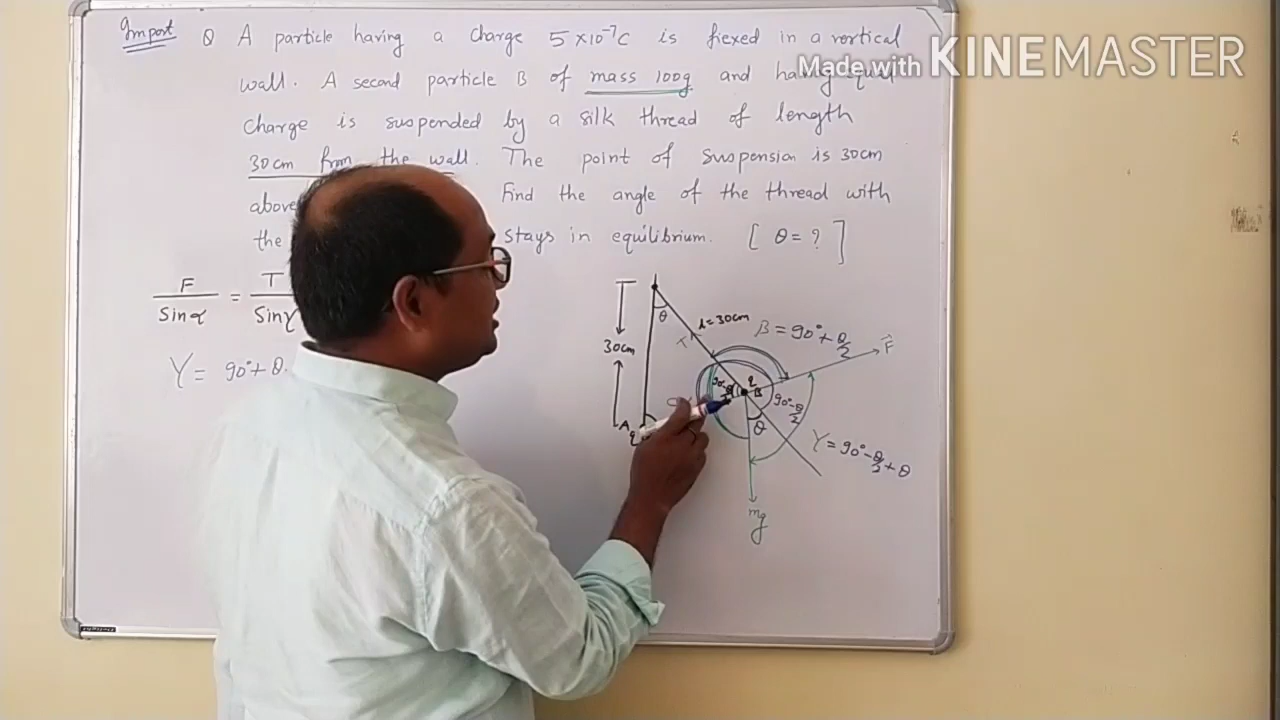 Import Q A particle having a charge 5×10⁻⁷C is fiexed in a vertical
Made with KINEMASTER
wall. A second particle B of mass 100g and having equal
charge is suspended by a silk thread of length
30cm from the wall. The point of suspension is 30cm
above Find the angle of the thread with
the stays in equilibrium. [ θ = ? ]
F/Sinα = T/Sinγ
γ = 90°+θ.
θ
l = 30cm
30cm
T
β = 90°+θ/2
F⃗
q
B
90°-θ/2
A
q
θ
γ = 90°-θ/2+θ
mg